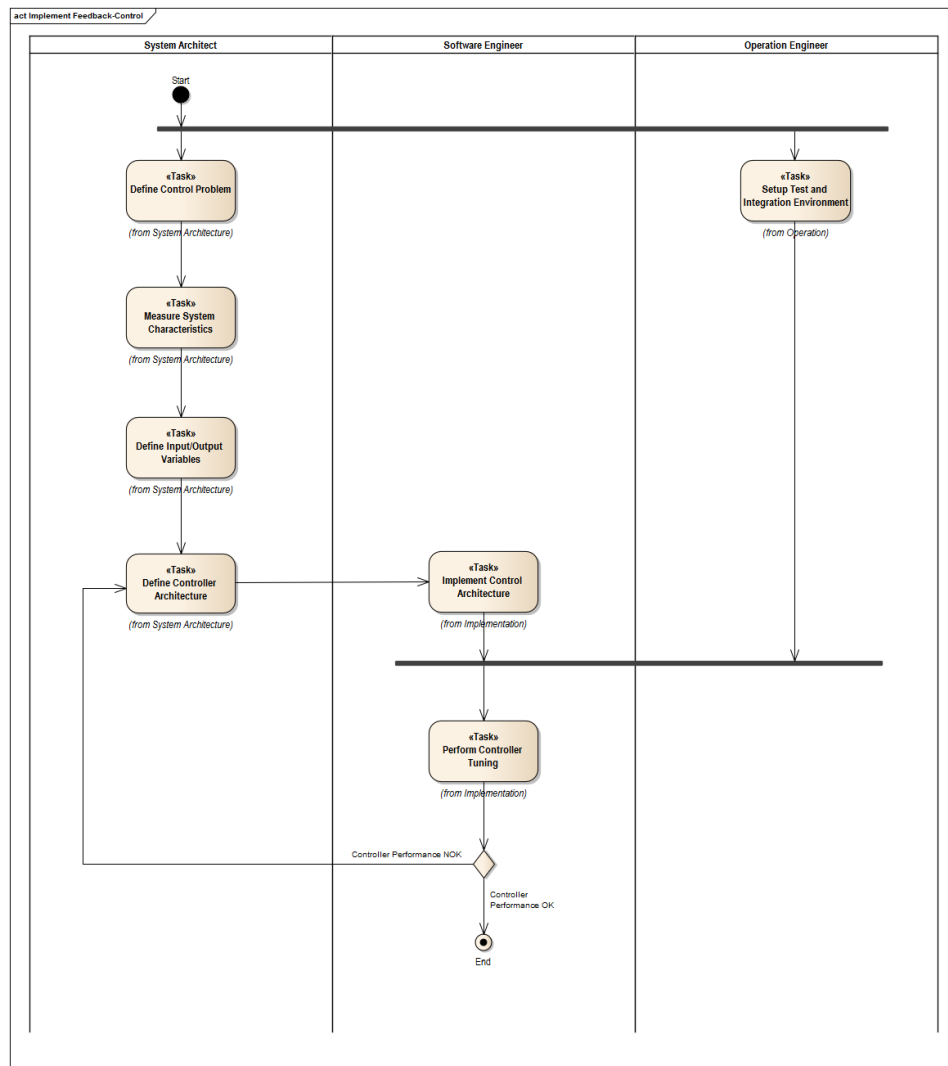 act Implement Feedback-Control
System Architect
Software Engineer
Operation Engineer
Start
«Task»
Define Control Problem
(from System Architecture)
«Task»
Setup Test and
Integration Environment
(from Operation)
«Task»
Measure System
Characteristics
(from System Architecture)
«Task»
Define Input/Output
Variables
(from System Architecture)
«Task»
Define Controller
Architecture
(from System Architecture)
«Task»
Implement Control
Architecture
(from Implementation)
«Task»
Perform Controller
Tuning
(from Implementation)
Controller Performance NOK
Controller
Performance OK
End